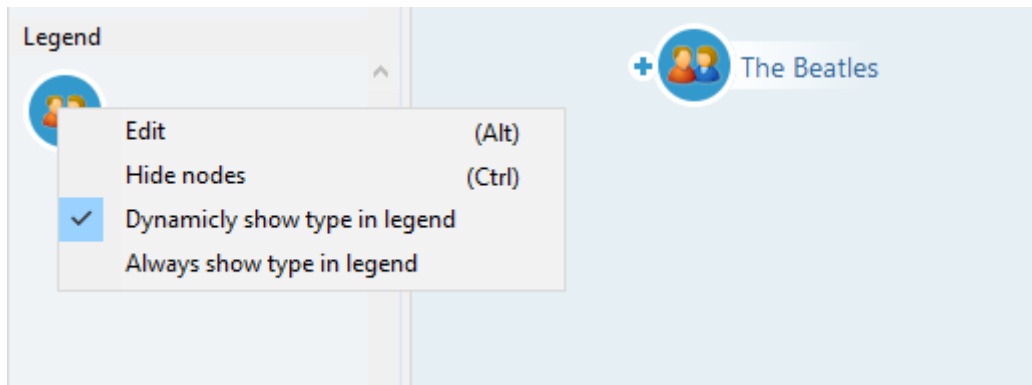 Legend
The Beatles
Edit (Alt)
Hide nodes (Ctrl)
Dynamicly show type in legend
Always show type in legend